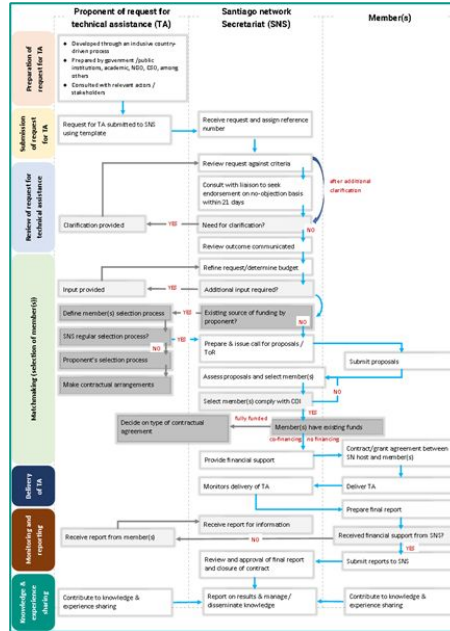 Proponent of request for
technical assistance (TA)
Santiago network
Secretariat (SNS)
Member(s)
Preparation of
request for TA
• Developed through an inclusive country-
driven process
• Prepared by government /public
institutions, academic, NGO, CSO, among
others
• Consulted with relevant actors /
stakeholders
Submission
of request
for TA
Request for TA submitted to SNS
using template
Receive request and assign reference
number
Review of request for
technical assistance
Review request against criteria
Consult with liaison to seek
endorsement on no-objection basis
within 21 days
after additional
clarification
Clarification provided
YES
Need for clarification?
NO
Review outcome communicated
Matchmaking (selection of member(s))
Refine request/determine budget
Input provided
YES
Additional input required?
Define member(s) selection process
YES
Existing source of funding by
proponent?
NO
SNS regular selection process?
YES
Prepare & issue call for proposals /
ToR
NO
Proponent's selection process
Submit proposals
Make contractual arrangements
Assess proposals and select member(s)
NO
Select member(s) comply with COI
YES
Decide on type of contractual
agreement
fully funded
Member(s) have existing funds
co-financing
no financing
Provide financial support
Contract/grant agreement between
SN host and member(s)
Delivery
of TA
Monitors delivery of TA
Deliver TA
Prepare final report
Monitoring and
reporting
Receive report for information
Receive report from member(s)
NO
Received financial support from SNS?
YES
Review and approval of final report
and closure of contract
Submit reports to SNS
Knowledge &
experience
sharing
Contribute to knowledge &
experience sharing
Report on results & manage /
disseminate knowledge
Contribute to knowledge &
experience sharing